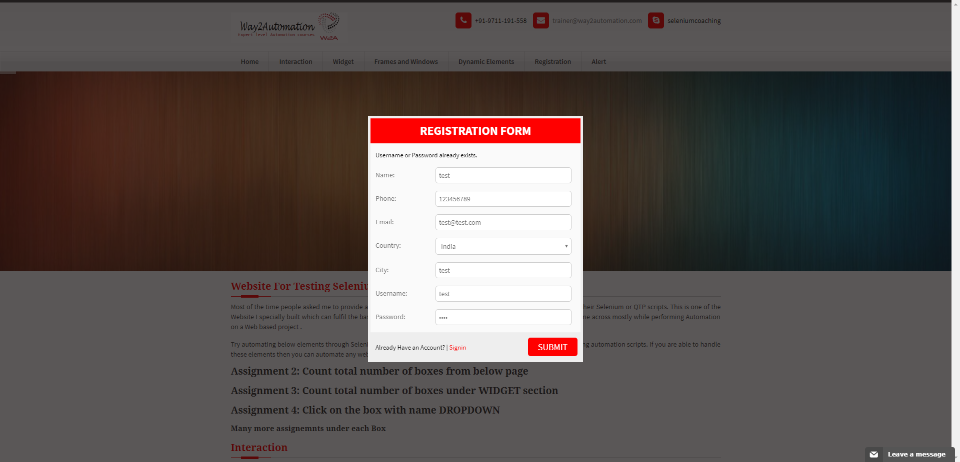 Way2Automation
+91-9711-191-558
trainer@way2automation.com
seleniumcoaching
Home
Interaction
Widget
Frames and Windows
Dynamic Elements
Registration
Alert
REGISTRATION FORM
Username or Password already exists.
Name:
test
Phone:
123456789
Email:
test@test.com
Country:
India
City:
test
Username:
test
Password:
••••
Already Have an Account? | Signin
SUBMIT
Website For Testing Seleniu
Most of the time people asked me to provide
their Selenium or QTP scripts. This is one of the
Website I specially built which can fulfil the
across mostly while performing Automation
on a Web based project .
Try automating below elements through Selen
automation scripts. If you are able to handle
these elements then you can automate any
Assignment 2: Count total number of boxes from below page
Assignment 3: Count total number of boxes under WIDGET section
Assignment 4: Click on the box with name DROPDOWN
Many more assignemnts under each Box
Interaction
Leave a message